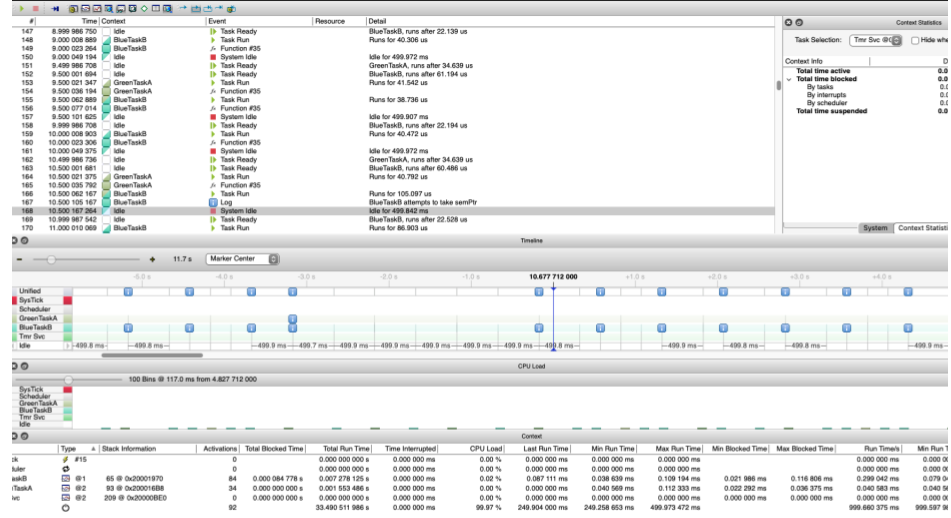 # Time Context Event Resource Detail
147 8.999 986 750 Idle Task Ready BlueTaskB, runs after 22.139 us
148 9.000 008 889 BlueTaskB Task Run Runs for 40.306 us
149 9.000 023 264 BlueTaskB Function #35
150 9.000 049 194 Idle System Idle Idle for 499.972 ms
151 9.499 986 708 Idle Task Ready GreenTaskA, runs after 34.639 us
152 9.500 001 694 Idle Task Ready BlueTaskB, runs after 61.194 us
153 9.500 021 347 GreenTaskA Task Run Runs for 41.542 us
154 9.500 036 194 GreenTaskA Function #35
155 9.500 062 889 BlueTaskB Task Run Runs for 38.736 us
156 9.500 077 014 BlueTaskB Function #35
157 9.500 101 625 Idle System Idle Idle for 499.907 ms
158 9.999 986 708 Idle Task Ready BlueTaskB, runs after 22.194 us
159 10.000 008 903 BlueTaskB Task Run Runs for 40.472 us
160 10.000 023 306 BlueTaskB Function #35
161 10.000 049 375 Idle System Idle Idle for 499.972 ms
162 10.499 986 736 Idle Task Ready GreenTaskA, runs after 34.639 us
163 10.500 001 681 Idle Task Ready BlueTaskB, runs after 60.486 us
164 10.500 021 375 GreenTaskA Task Run Runs for 40.792 us
165 10.500 035 792 GreenTaskA Function #35
166 10.500 062 167 BlueTaskB Task Run Runs for 105.097 us
167 10.500 105 167 BlueTaskB Log BlueTaskB attempts to take semPtr
168 10.500 167 264 Idle System Idle Idle for 499.842 ms
169 10.999 987 542 Idle Task Ready BlueTaskB, runs after 22.528 us
170 11.000 010 069 BlueTaskB Task Run Runs for 86.903 us
Context Statistics
Task Selection: Tmr Svc Hide whe
Context Info D
Total time active 0.0
Total time blocked 0.0
By tasks 0.0
By interrupts 0.0
By scheduler 0.0
Total time suspended 0.0
System Context Statisti
Timeline
11.7 s Marker Center
-5.0 s -4.0 s -3.0 s -2.0 s -1.0 s 10.677 712 000 +1.0 s +2.0 s +3.0 s +4.0 s
Unified
SysTick
Scheduler
GreenTaskA
BlueTaskB
Tmr Svc
Idle 499.8 ms 499.9 ms 499.7 ms 499.9 ms 499.9 ms 499.9 ms 499.9 ms 499.8 ms 499.9 ms 499.8 ms 499.9 ms
CPU Load
100 Bins @ 117.0 ms from 4.827 712 000
SysTick
Scheduler
GreenTaskA
BlueTaskB
Tmr Svc
Idle
Context
Type Stack Information Activations Total Blocked Time Total Run Time Time Interrupted CPU Load Last Run Time Min Run Time Max Run Time Min Blocked Time Max Blocked Time Run Time/s Min Run T
ck #15 0 0.000 000 000 s 0.000 000 ms 0.00 % 0.000 000 ms 0.000 000 ms 0.000 000 ms 0.000 000 ms 0.000 0
uler 0 0.000 000 000 s 0.000 000 ms 0.00 % 0.000 000 ms 0.000 000 ms 0.000 000 ms 0.000 000 ms 0.000 0
askB @1 65 @ 0x20001970 84 0.000 084 778 s 0.007 278 125 s 0.000 000 ms 0.02 % 0.087 111 ms 0.038 639 ms 0.109 194 ms 0.021 986 ms 0.116 806 ms 0.299 042 ms 0.079 0
TaskA @2 93 @ 0x200016B8 34 0.000 000 000 s 0.001 553 486 s 0.000 000 ms 0.00 % 0.000 000 ms 0.040 569 ms 0.112 333 ms 0.022 292 ms 0.036 375 ms 0.040 583 ms 0.040 5
vc @2 209 @ 0x20000BE0 0 0.000 000 000 s 0.000 000 000 s 0.000 000 ms 0.00 % 0.000 000 ms 0.000 000 ms 0.000 000 ms 0.000 000 ms 0.000 0
92 33.490 511 986 s 0.000 000 ms 99.97 % 249.904 000 ms 249.258 653 ms 499.973 472 ms 999.680 375 ms 999.597 9